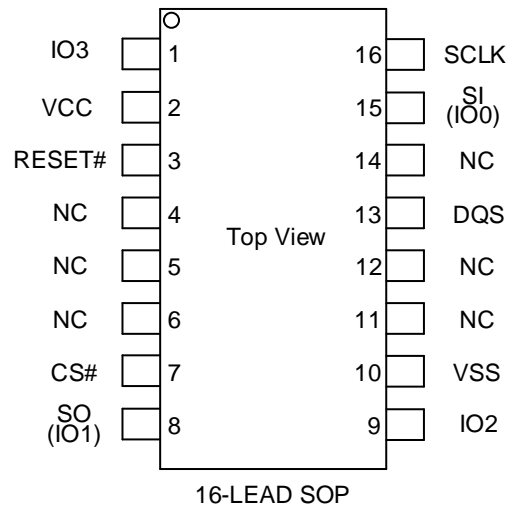 IO3 1 16 SCLK
VCC 2 15 SI
(IO0)
RESET# 3 14 NC
NC 4 13 DQS
Top View
NC 5 12 NC
NC 6 11 NC
CS# 7 10 VSS
SO
(IO1) 8 9 IO2
16-LEAD SOP